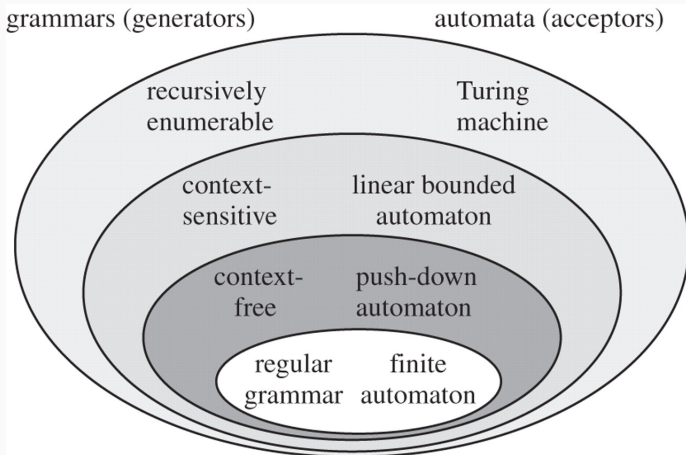 grammars (generators)
automata (acceptors)
recursively
enumerable
Turing
machine
context-
sensitive
linear bounded
automaton
context-
free
push-down
automaton
regular
grammar
finite
automaton